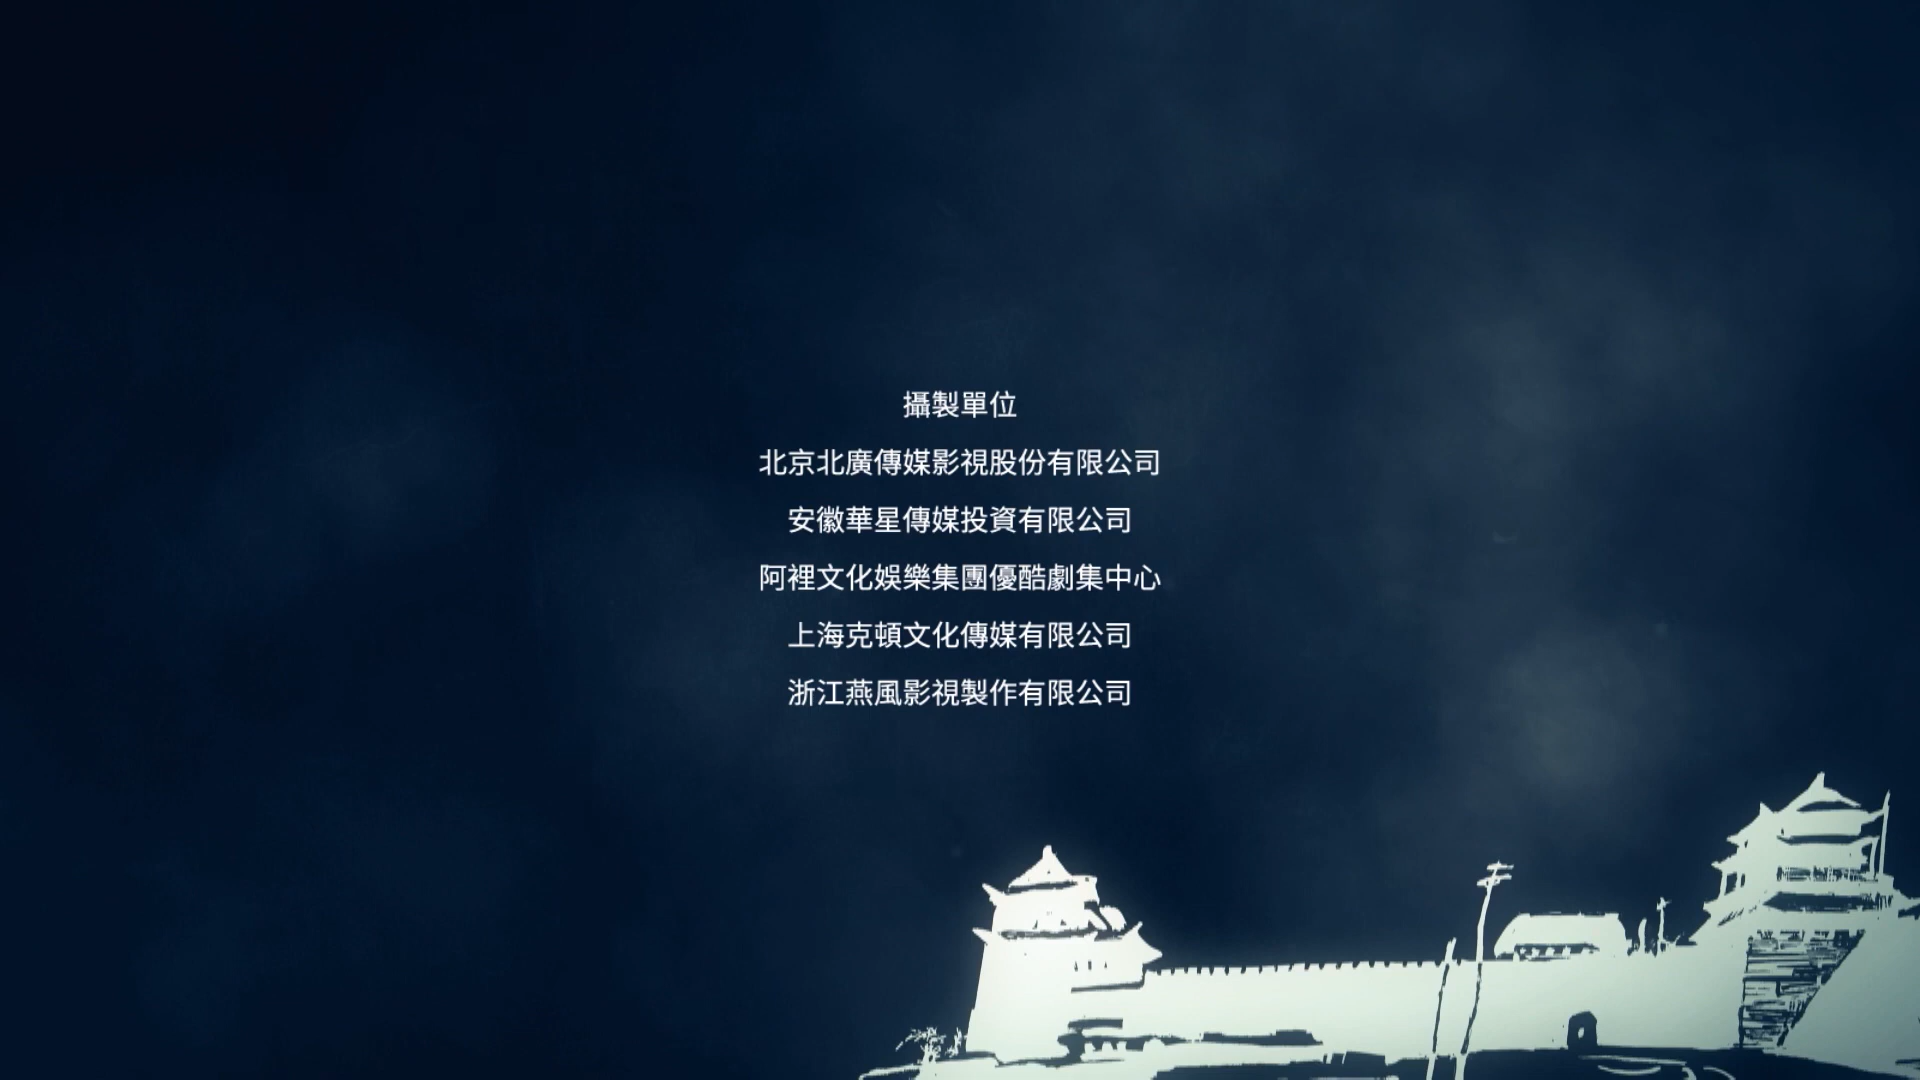 攝製單位
北京北廣傳媒影視股份有限公司
安徽華星傳媒投資有限公司
阿裡文化娛樂集團優酷劇集中心
上海克頓文化傳媒有限公司
浙江燕風影視製作有限公司